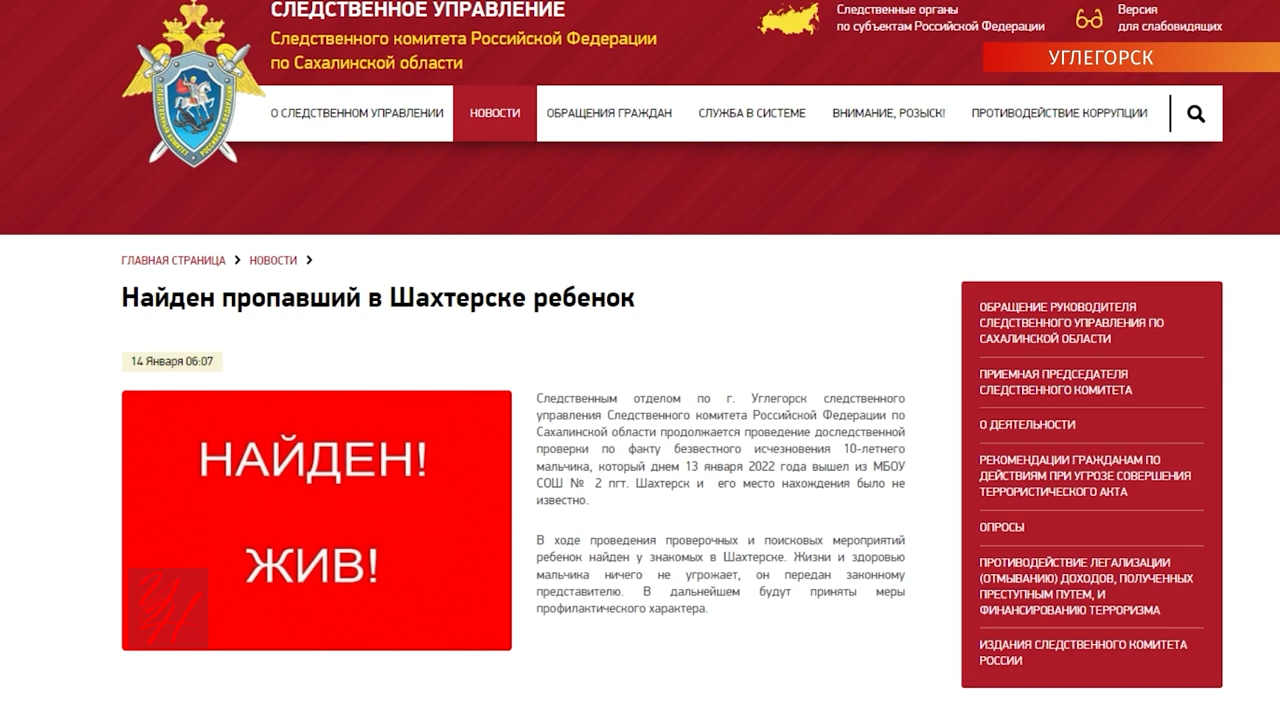 СЛЕДСТВЕННОЕ УПРАВЛЕНИЕ
Следственного комитета Российской Федерации
по Сахалинской области
Следственные органы
по субъектам Российской Федерации
Версия
для слабовидящих
УГЛЕГОРСК
О СЛЕДСТВЕННОМ УПРАВЛЕНИИ НОВОСТИ ОБРАЩЕНИЯ ГРАЖДАН СЛУЖБА В СИСТЕМЕ ВНИМАНИЕ, РОЗЫСК! ПРОТИВОДЕЙСТВИЕ КОРРУПЦИИ
ГЛАВНАЯ СТРАНИЦА > НОВОСТИ >
Найден пропавший в Шахтерске ребенок
14 Января 06:07
НАЙДЕН!
ЖИВ!
Следственным отделом по г. Углегорск следственного
управления Следственного комитета Российской Федерации по
Сахалинской области продолжается проведение доследственной
проверки по факту безвестного исчезновения 10-летнего
мальчика, который днем 13 января 2022 года вышел из МБОУ
СОШ № 2 пгт. Шахтерск и его место нахождения было не
известно.
В ходе проведения проверочных и поисковых мероприятий
ребенок найден у знакомых в Шахтерске. Жизни и здоровью
мальчика ничего не угрожает, он передан законному
представителю. В дальнейшем будут приняты меры
профилактического характера.
ОБРАЩЕНИЕ РУКОВОДИТЕЛЯ
СЛЕДСТВЕННОГО УПРАВЛЕНИЯ ПО
САХАЛИНСКОЙ ОБЛАСТИ
ПРИЕМНАЯ ПРЕДСЕДАТЕЛЯ
СЛЕДСТВЕННОГО КОМИТЕТА
О ДЕЯТЕЛЬНОСТИ
РЕКОМЕНДАЦИИ ГРАЖДАНАМ ПО
ДЕЙСТВИЯМ ПРИ УГРОЗЕ СОВЕРШЕНИЯ
ТЕРРОРИСТИЧЕСКОГО АКТА
ОПРОСЫ
ПРОТИВОДЕЙСТВИЕ ЛЕГАЛИЗАЦИИ
(ОТМЫВАНИЮ) ДОХОДОВ, ПОЛУЧЕННЫХ
ПРЕСТУПНЫМ ПУТЕМ, И
ФИНАНСИРОВАНИЮ ТЕРРОРИЗМА
ИЗДАНИЯ СЛЕДСТВЕННОГО КОМИТЕТА
РОССИИ